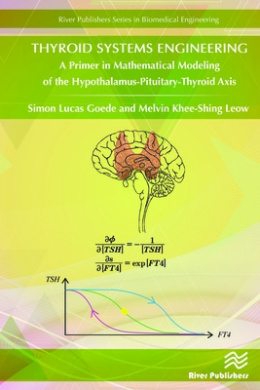 River Publishers Series in Biomedical Engineering
THYROID SYSTEMS ENGINEERING
A Primer in Mathematical Modeling
of the Hypothalamus-Pituitary-Thyroid Axis
Simon Lucas Goede and Melvin Khee-Shing Leow
∂ϕ/∂[TSH] = -1/[TSH]
∂s/∂[FT4] = exp[FT4]
TSH
FT4
River Publishers